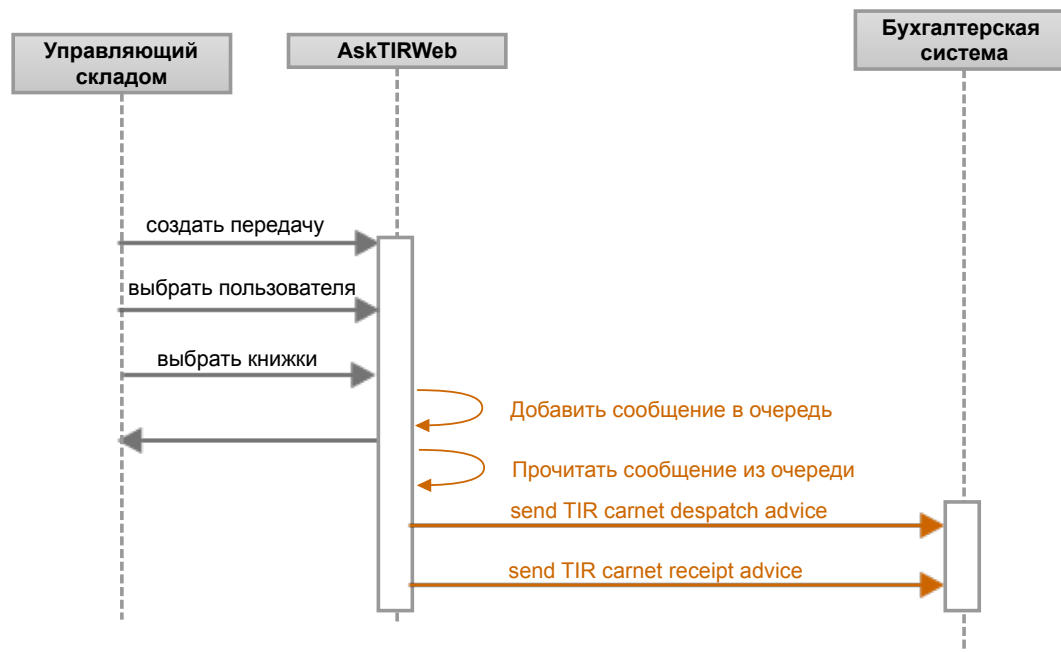 Управляющий
складом
AskTIRWeb
Бухгалтерская
система
создать передачу
выбрать пользователя
выбрать книжки
Добавить сообщение в очередь
Прочитать сообщение из очереди
send TIR carnet despatch advice
send TIR carnet receipt advice